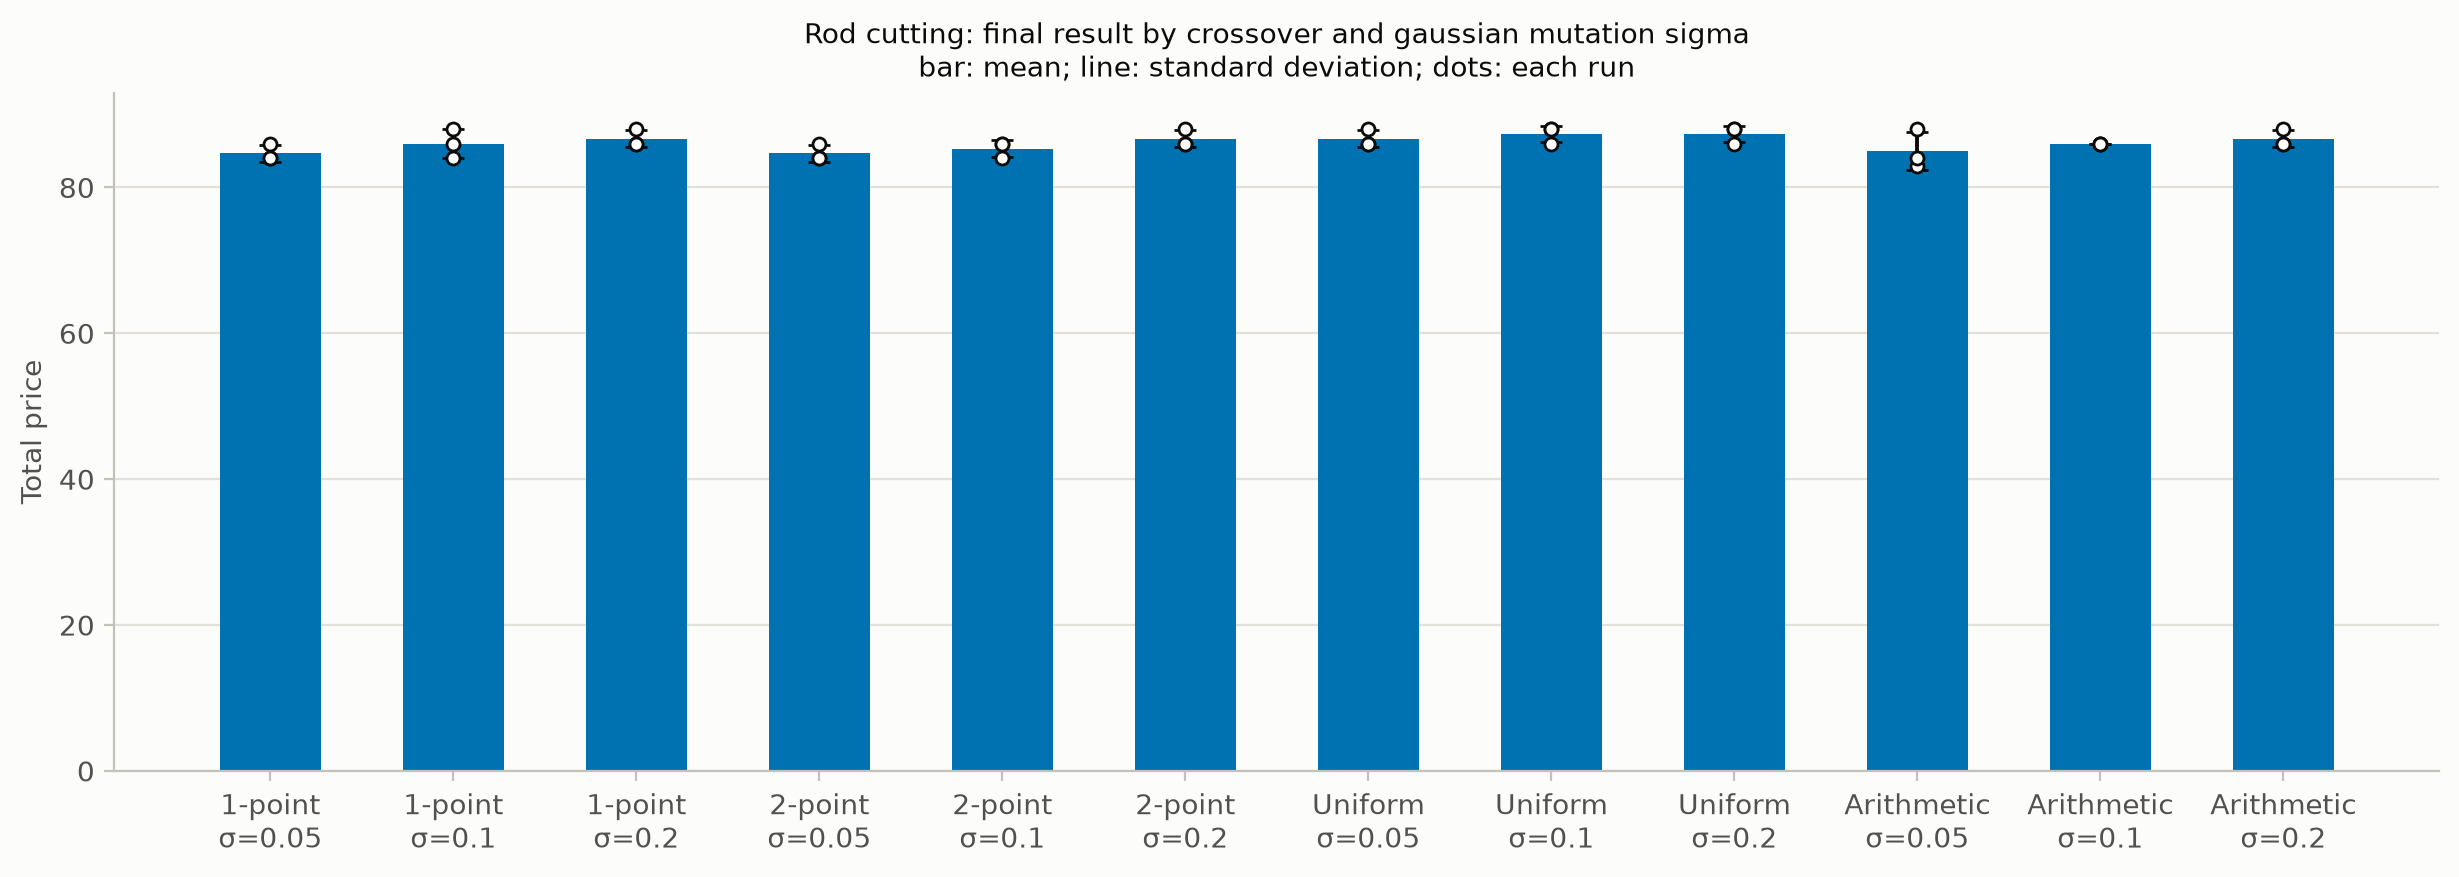 Rod cutting: final result by crossover and gaussian mutation sigma
bar: mean; line: standard deviation; dots: each run
Total price
80
60
40
20
0
1-point 1-point 1-point 2-point 2-point 2-point Uniform Uniform Uniform Arithmetic Arithmetic Arithmetic
σ=0.05 σ=0.1 σ=0.2 σ=0.05 σ=0.1 σ=0.2 σ=0.05 σ=0.1 σ=0.2 σ=0.05 σ=0.1 σ=0.2